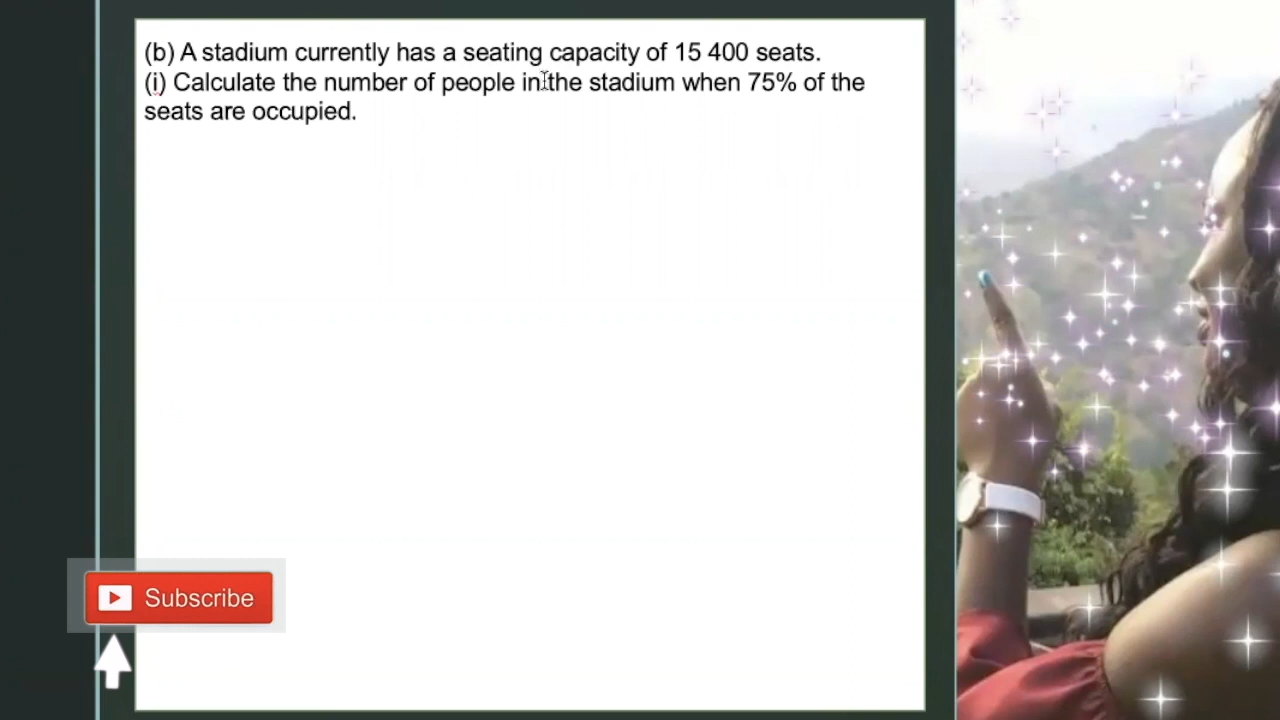 (b) A stadium currently has a seating capacity of 15 400 seats.
(i) Calculate the number of people in the stadium when 75% of the
seats are occupied.
Subscribe